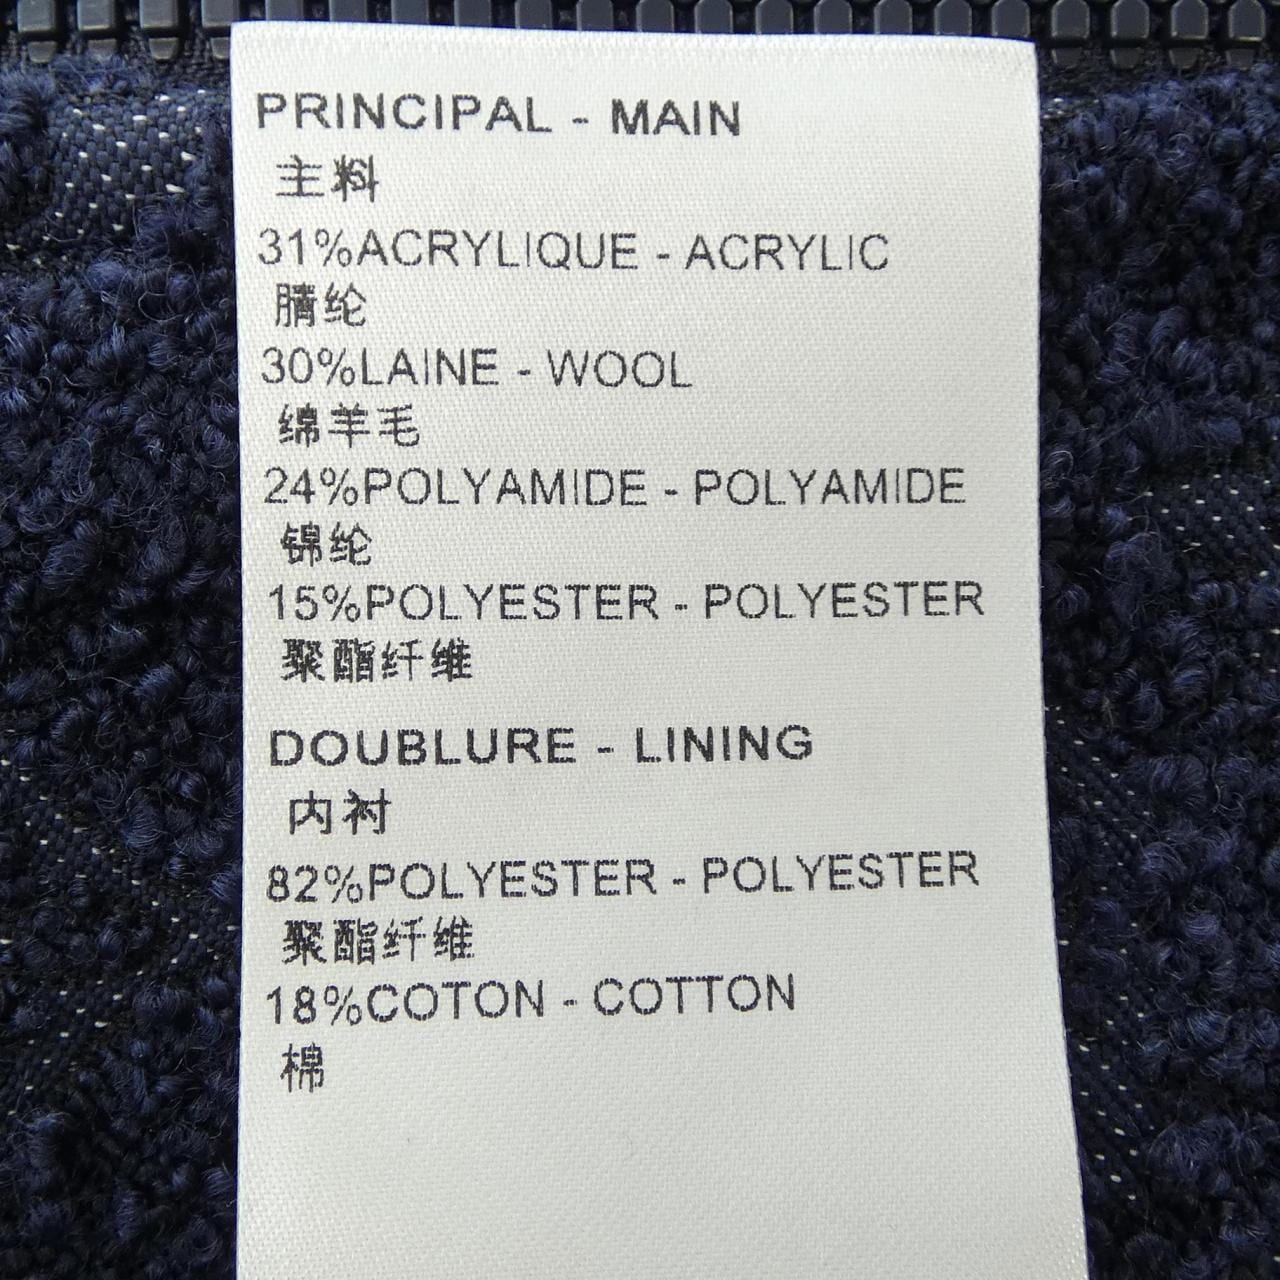 PRINCIPAL - MAIN
主料
31%ACRYLIQUE - ACRYLIC
腈纶
30%LAINE - WOOL
绵羊毛
24%POLYAMIDE - POLYAMIDE
锦纶
15%POLYESTER - POLYESTER
聚酯纤维
DOUBLURE - LINING
内衬
82%POLYESTER - POLYESTER
聚酯纤维
18%COTON - COTTON
棉